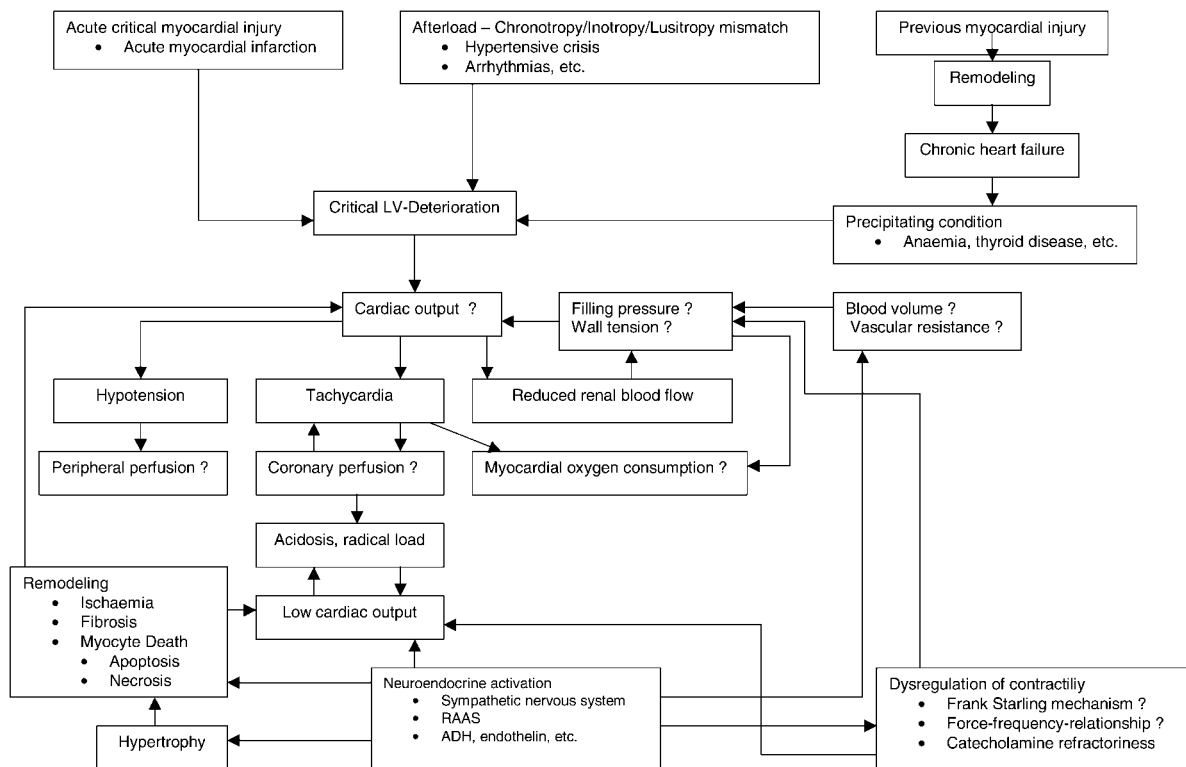 Acute critical myocardial injury
• Acute myocardial infarction
Afterload – Chronotropy/Inotropy/Lusitropy mismatch
• Hypertensive crisis
• Arrhythmias, etc.
Previous myocardial injury
Remodeling
Chronic heart failure
Critical LV-Deterioration
Precipitating condition
• Anaemia, thyroid disease, etc.
Cardiac output ?
Filling pressure ?
Wall tension ?
Blood volume ?
Vascular resistance ?
Hypotension
Tachycardia
Reduced renal blood flow
Peripheral perfusion ?
Coronary perfusion ?
Myocardial oxygen consumption ?
Acidosis, radical load
Remodeling
• Ischaemia
• Fibrosis
• Myocyte Death
• Apoptosis
• Necrosis
Low cardiac output
Neuroendocrine activation
• Sympathetic nervous system
• RAAS
• ADH, endothelin, etc.
Dysregulation of contractiliy
• Frank Starling mechanism ?
• Force-frequency-relationship ?
• Catecholamine refractoriness
Hypertrophy